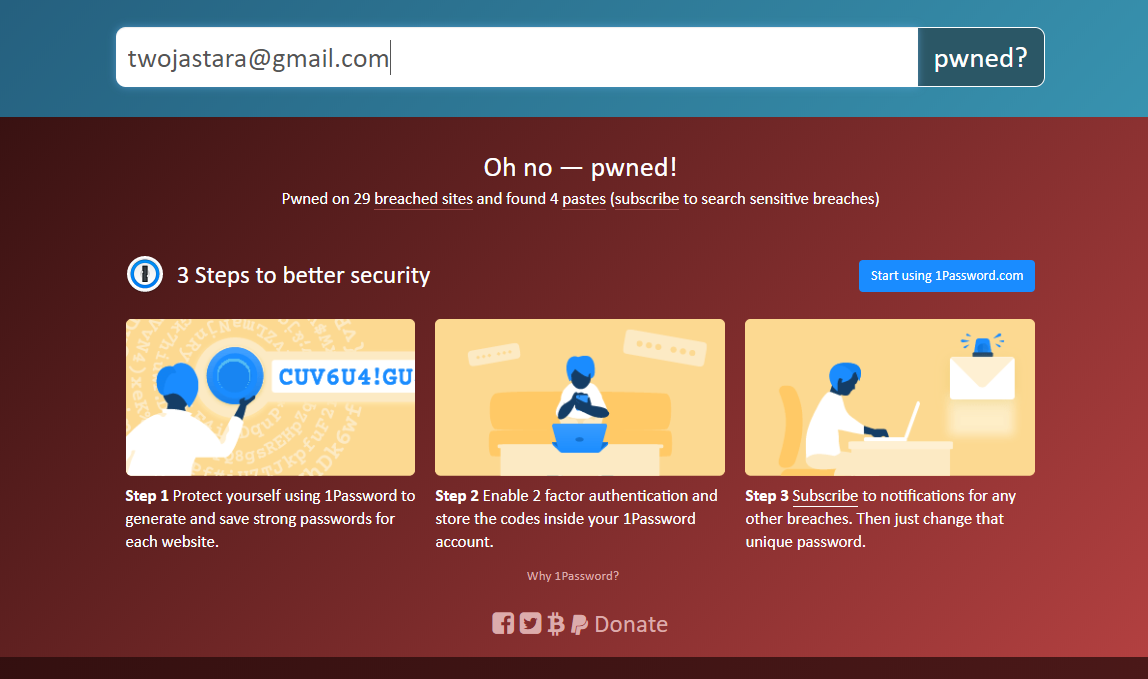 twojastara@gmail.com
pwned?
Oh no — pwned!
Pwned on 29 breached sites and found 4 pastes (subscribe to search sensitive breaches)
3 Steps to better security
Start using 1Password.com
CUV6U4!GU
Step 1 Protect yourself using 1Password to
generate and save strong passwords for
each website.
Step 2 Enable 2 factor authentication and
store the codes inside your 1Password
account.
Step 3 Subscribe to notifications for any
other breaches. Then just change that
unique password.
Why 1Password?
Donate